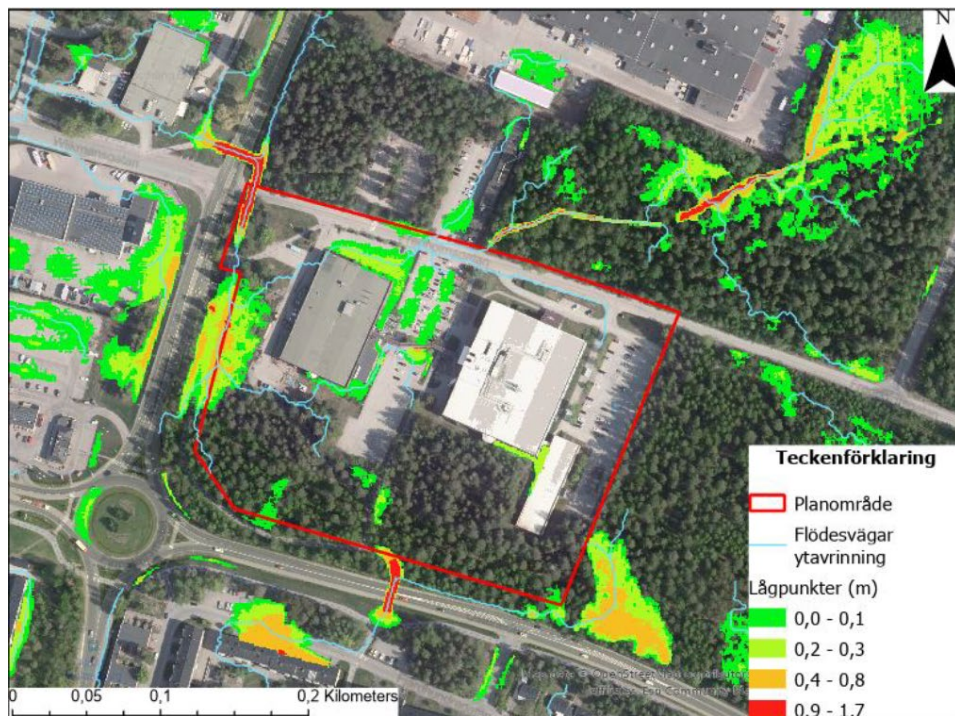 N
Teckenförklaring
Planområde
Flödesvägar
ytavrinning
Lågpunkter (m)
0,0 - 0,1
0,2 - 0,3
0,4 - 0,8
0,9 - 1,7
0 0,05 0,1 0,2 Kilometers